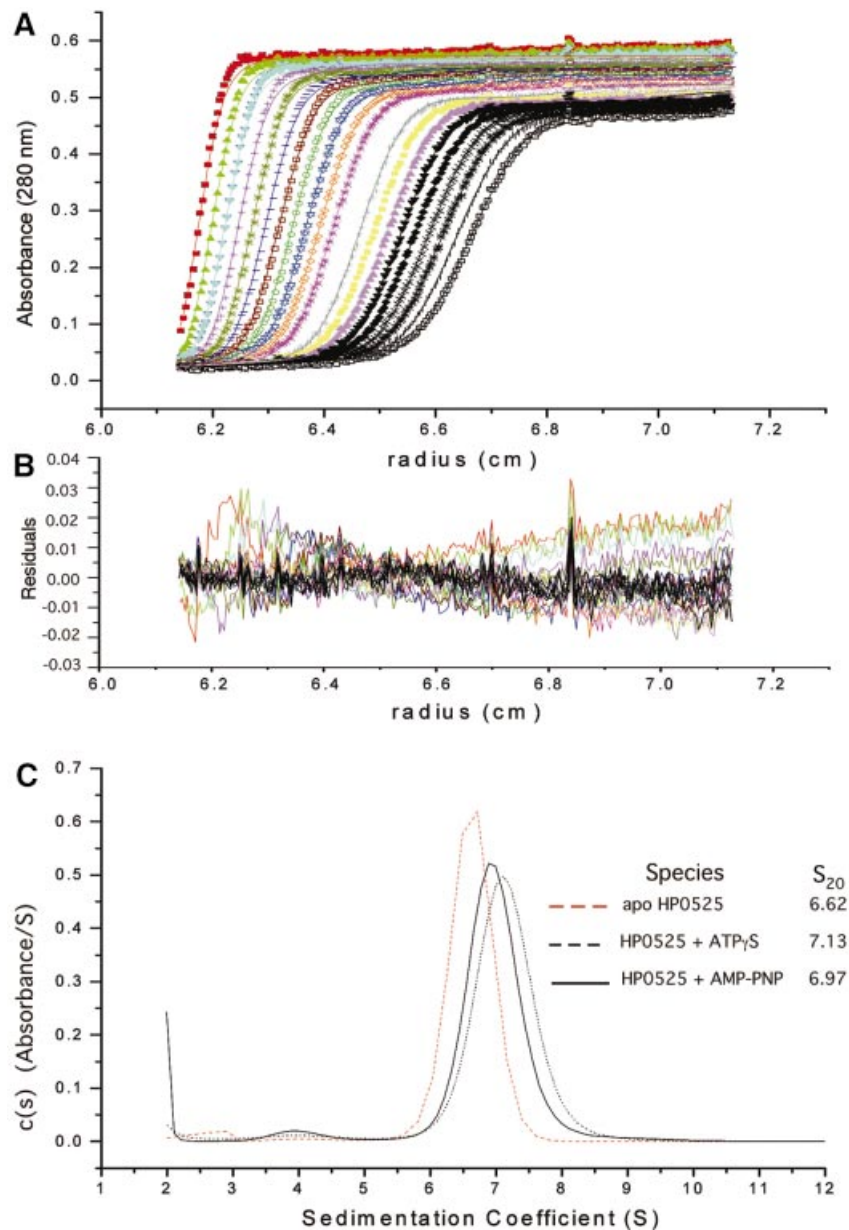 A
Absorbance (280 nm)
0.6
0.5
0.4
0.3
0.2
0.1
0.0
6.0 6.2 6.4 6.6 6.8 7.0 7.2
radius (cm)
B
Residuals
0.04
0.03
0.02
0.01
0.00
-0.01
-0.02
-0.03
6.0 6.2 6.4 6.6 6.8 7.0 7.2
radius (cm)
C
c(s) (Absorbance/S)
0.7
0.6
0.5
0.4
0.3
0.2
0.1
0.0
Species S20
apo HP0525 6.62
HP0525 + ATPγS 7.13
HP0525 + AMP-PNP 6.97
1 2 3 4 5 6 7 8 9 10 11 12
Sedimentation Coefficient (S)